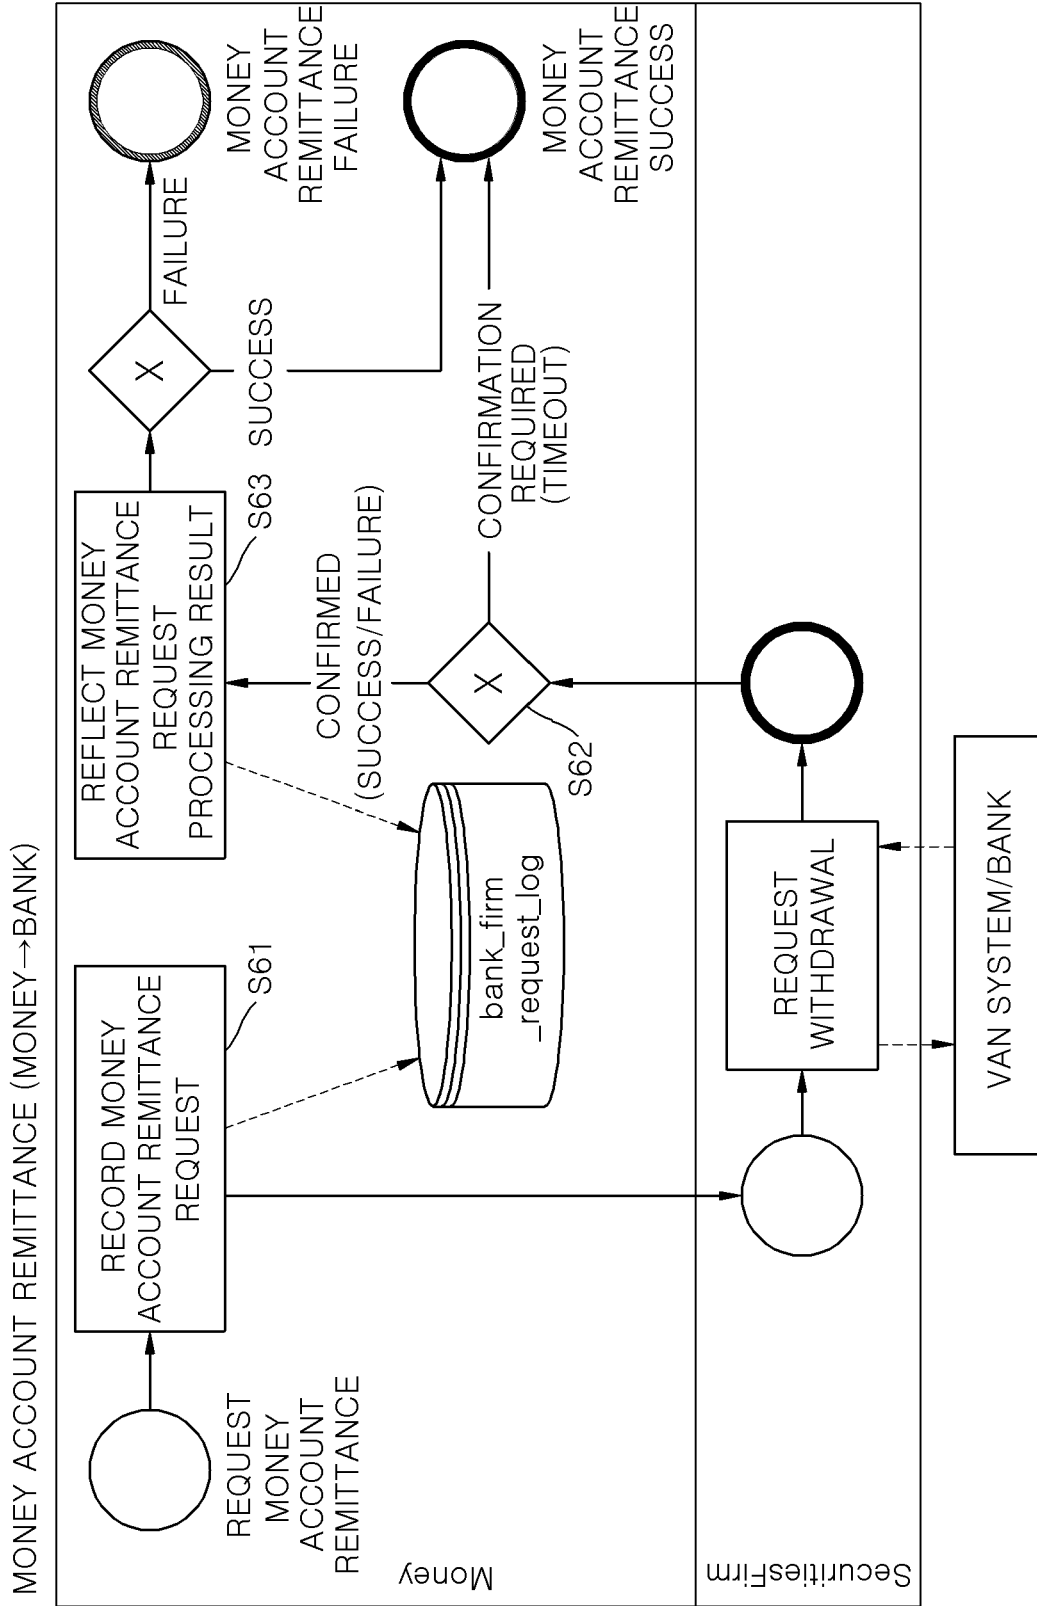 MONEY ACCOUNT REMITTANCE (MONEY→BANK)
Money
REQUEST
MONEY
ACCOUNT
REMITTANCE
RECORD MONEY
ACCOUNT REMITTANCE
REQUEST
S61
REFLECT MONEY
ACCOUNT REMITTANCE
REQUEST
PROCESSING RESULT
S63
X
FAILURE
SUCCESS
MONEY
ACCOUNT
REMITTANCE
FAILURE
bank_firm
_request_log
CONFIRMED
(SUCCESS/FAILURE)
X
S62
CONFIRMATION
REQUIRED
(TIMEOUT)
MONEY
ACCOUNT
REMITTANCE
SUCCESS
SecuritiesFirm
REQUEST
WITHDRAWAL
VAN SYSTEM/BANK